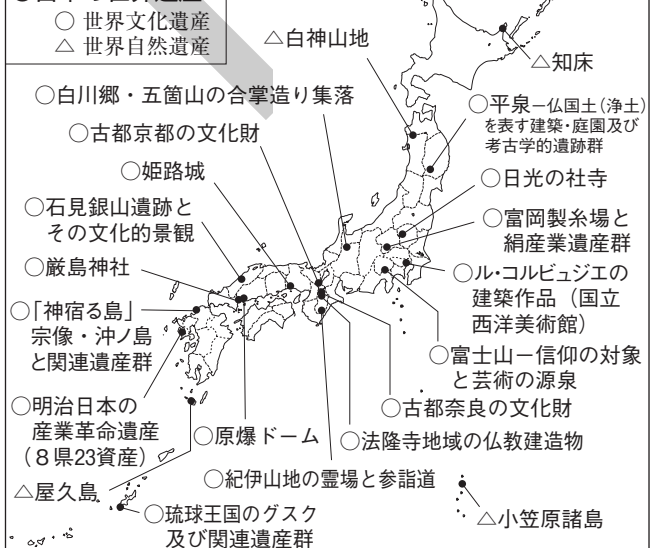 ○ 世界文化遺産
△ 世界自然遺産
△白神山地
△知床
○白川郷・五箇山の合掌造り集落
○平泉―仏国土(浄土)
を表す建築・庭園及び
考古学的遺跡群
○古都京都の文化財
○姫路城
○日光の社寺
○石見銀山遺跡と
その文化的景観
○富岡製糸場と
絹産業遺産群
○厳島神社
○ル・コルビュジエの
建築作品(国立
西洋美術館)
○「神宿る島」
宗像・沖ノ島
と関連遺産群
○富士山―信仰の対象
と芸術の源泉
○明治日本の
産業革命遺産
(8県23資産)
○古都奈良の文化財
○原爆ドーム
○法隆寺地域の仏教建造物
○紀伊山地の霊場と参詣道
△屋久島
△小笠原諸島
○琉球王国のグスク
及び関連遺産群